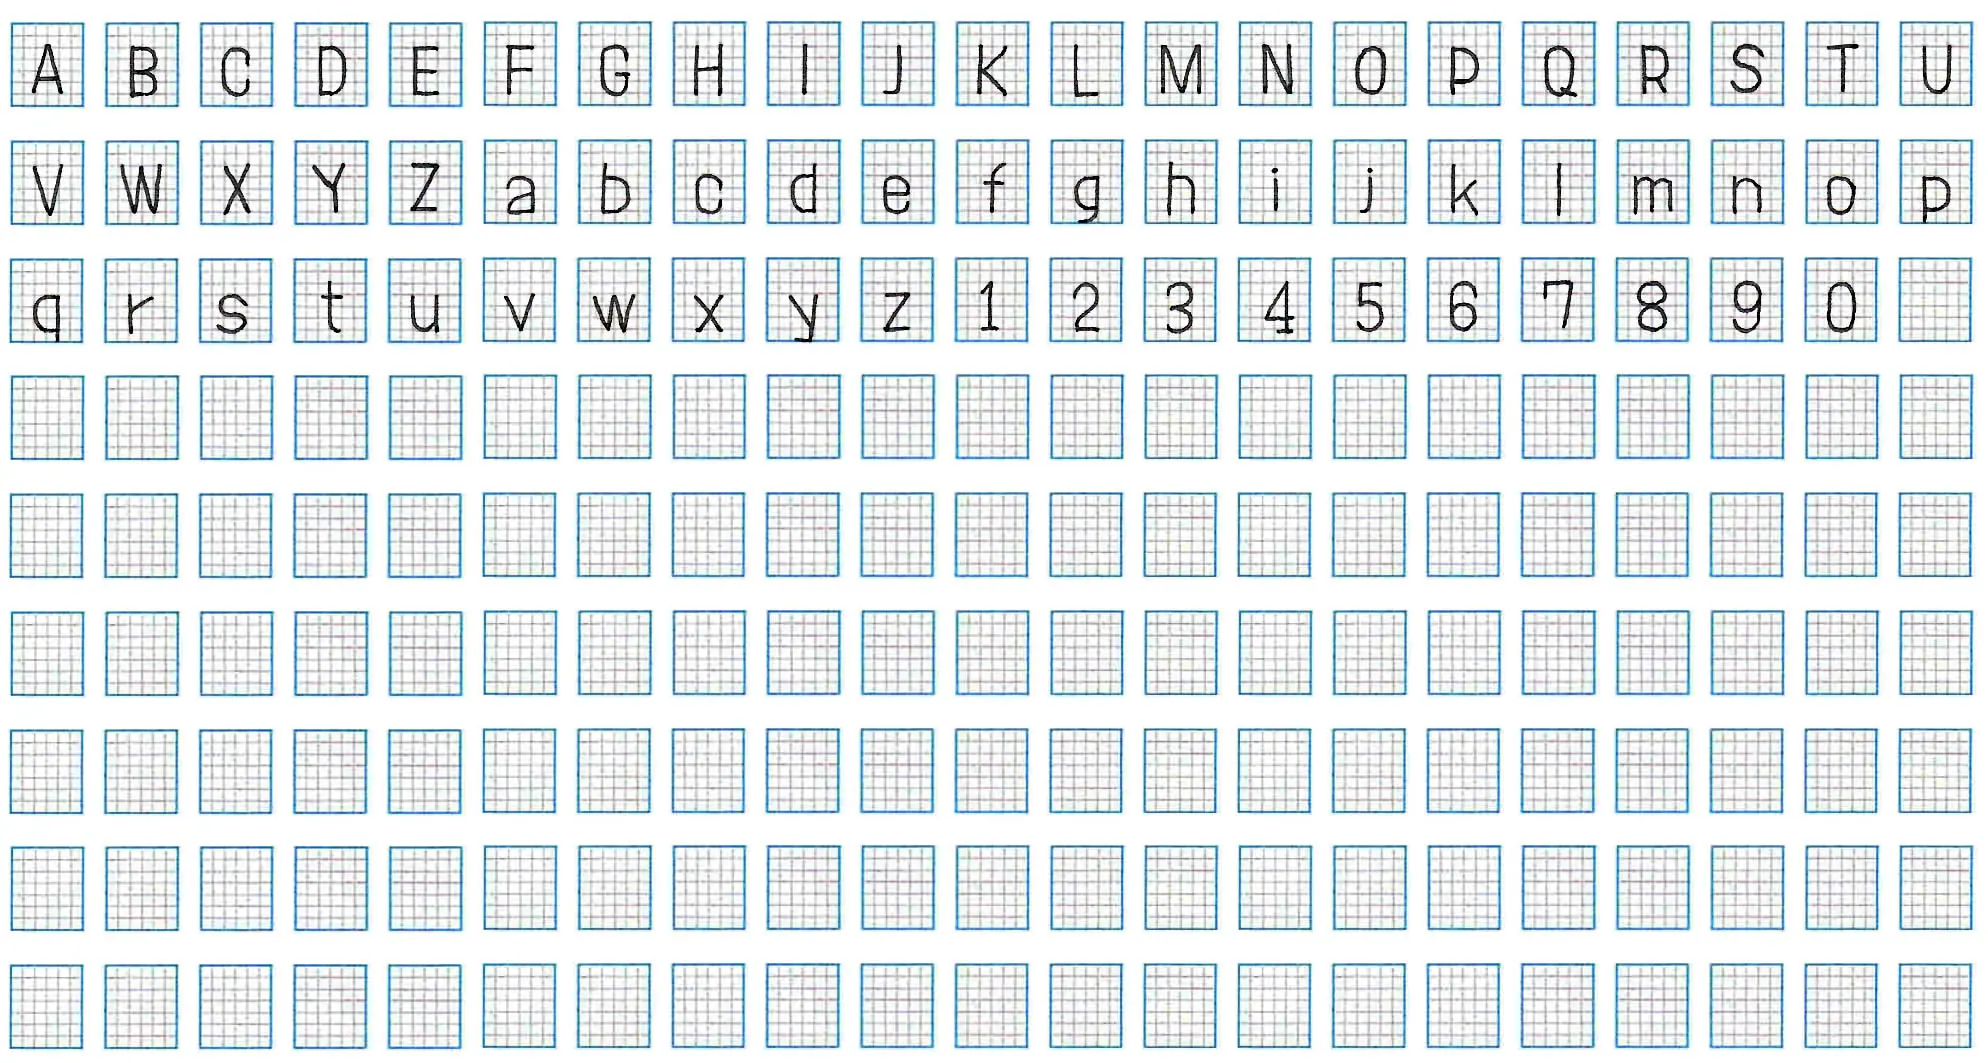 A B C D E F G H I J K L M N O P Q R S T U
V W X Y Z a b c d e f g h i j k l m n o p
q r s t u v w x y z 1 2 3 4 5 6 7 8 9 0